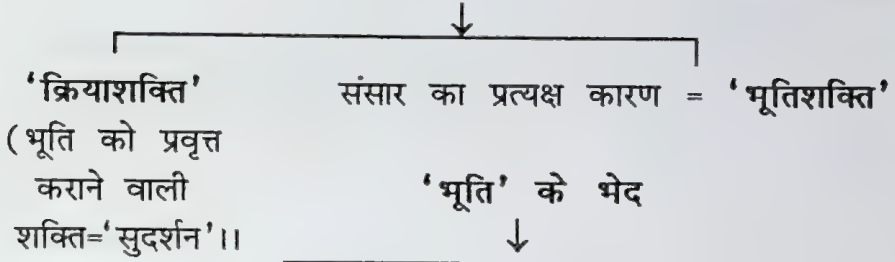 ‘क्रियाशक्ति’ संसार का प्रत्यक्ष कारण = ‘भूतिशक्ति’
(भूति को प्रवृत्त
कराने वाली ‘भूति’ के भेद
शक्ति=‘सुदर्शन’।।